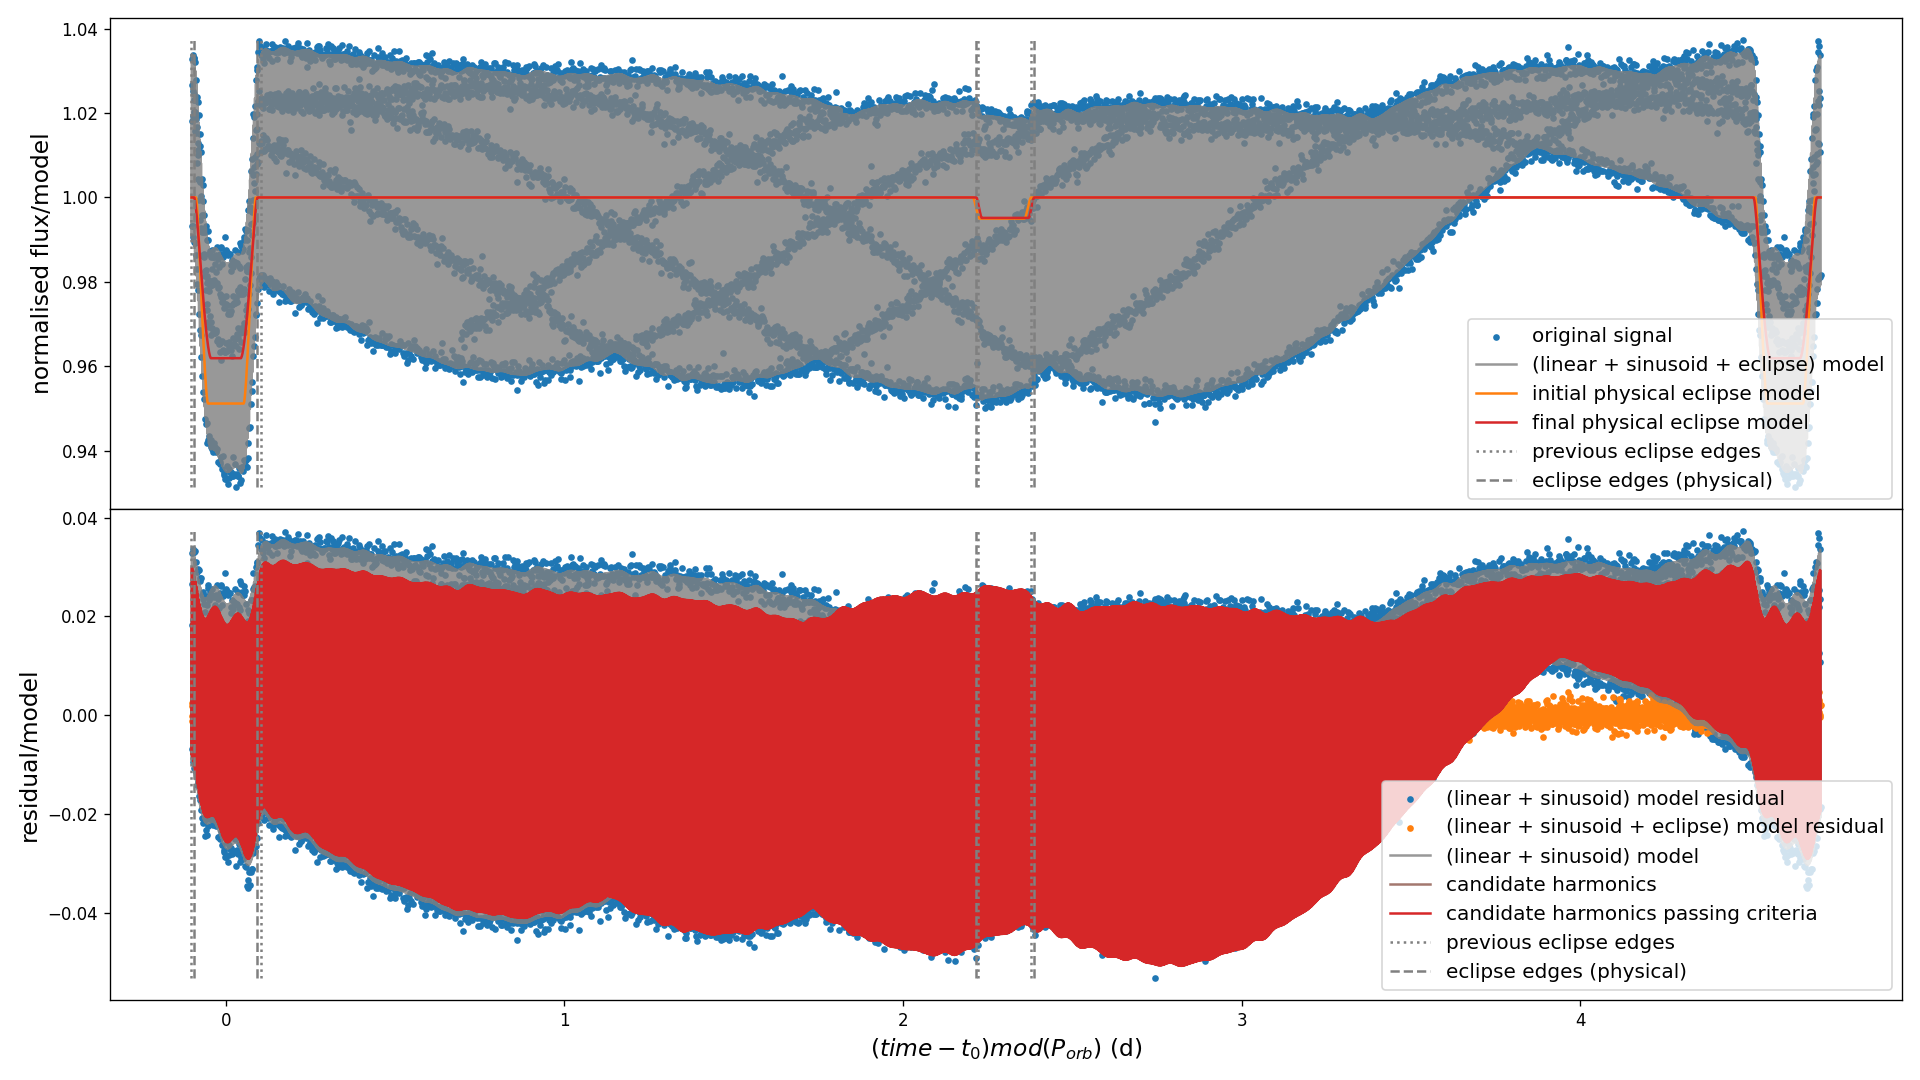 1.04
1.02
1.00
0.98
0.96
0.94
normalised flux/model
original signal
(linear + sinusoid + eclipse) model
initial physical eclipse model
final physical eclipse model
previous eclipse edges
eclipse edges (physical)
0.04
0.02
0.00
−0.02
−0.04
residual/model
(linear + sinusoid) model residual
(linear + sinusoid + eclipse) model residual
(linear + sinusoid) model
candidate harmonics
candidate harmonics passing criteria
previous eclipse edges
eclipse edges (physical)
0 1 2 3 4
(time − t₀)mod(P_orb) (d)